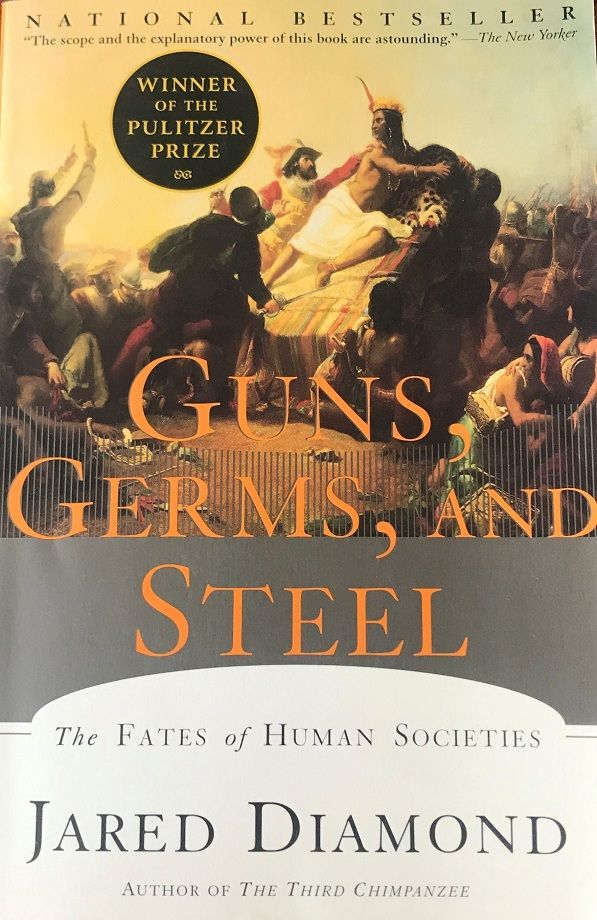 NATIONAL BESTSELLER
"The scope and the explanatory power of this book are astounding." —The New Yorker
WINNER
OF THE
PULITZER
PRIZE
GUNS,
GERMS, AND
STEEL
The FATES of HUMAN SOCIETIES
JARED DIAMOND
AUTHOR OF THE THIRD CHIMPANZEE